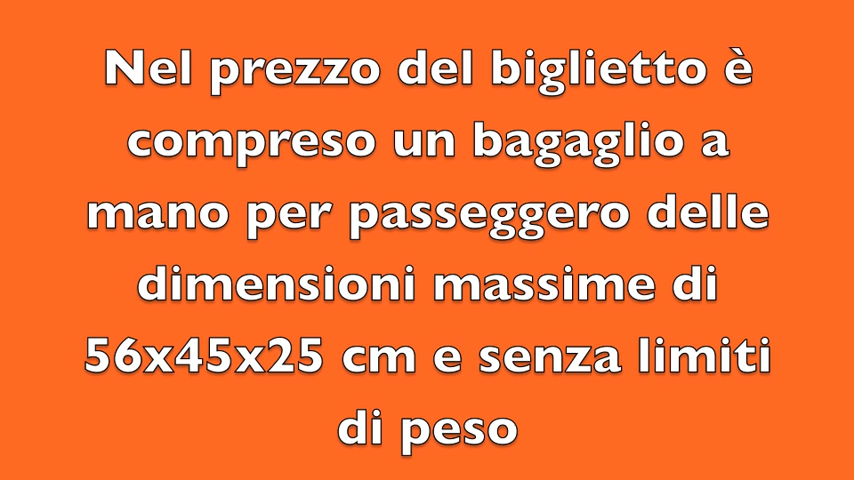 Nel prezzo del biglietto è
compreso un bagaglio a
mano per passeggero delle
dimensioni massime di
56x45x25 cm e senza limiti
di peso